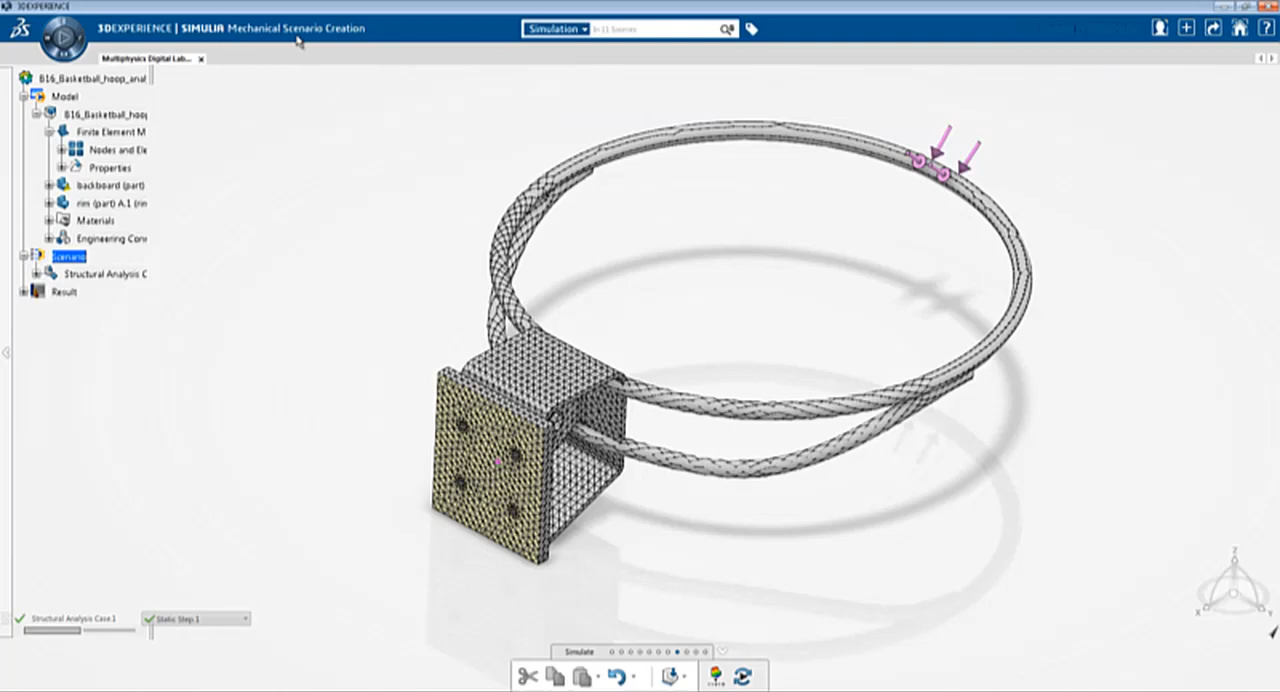 3DEXPERIENCE
3DEXPERIENCE | SIMULIA Mechanical Scenario Creation
Simulation
Multiphysics Digital Lab...
B16_Basketball_hoop_anal
Model
B16_Basketball_hoop
Finite Element M
Nodes and Ele
Properties
backboard (part)
rim (part) A.1 (rim
Materials
Engineering Conn
Scenario
Structural Analysis C
Result
Structural Analysis Case.1
Static Step.1
Simulate
X
Y
Z